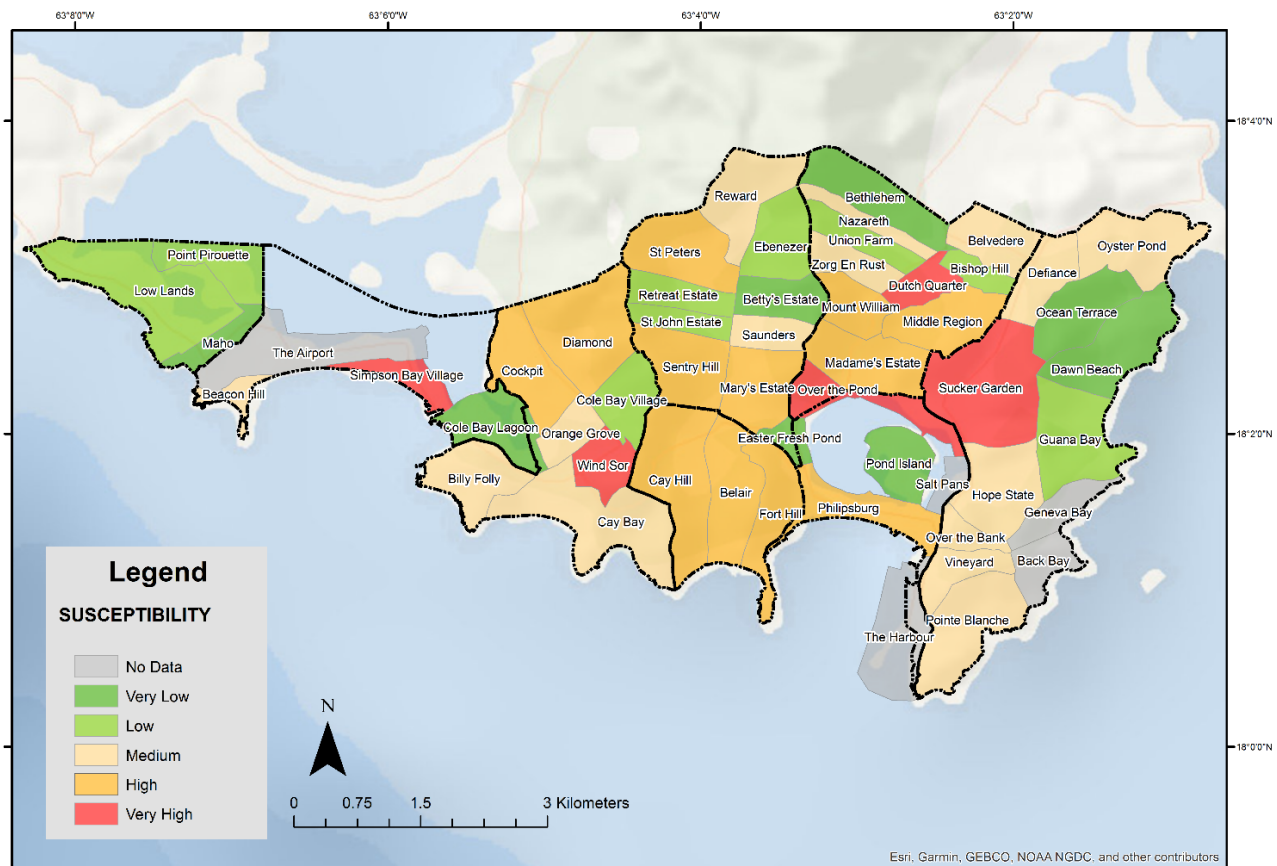 63°8'0"W 63°6'0"W 63°4'0"W 63°2'0"W
18°4'0"N
18°2'0"N
18°0'0"N
Reward
Bethlehem
Nazareth
Union Farm
Belvedere
Oyster Pond
St Peters
Ebenezer
Zorg En Rust
Bishop Hill
Defiance
Point Pirouette
Low Lands
Dutch Quarter
Retreat Estate
Betty's Estate
Mount William
Ocean Terrace
St John Estate
Saunders
Middle Region
Maho
The Airport
Diamond
Simpson Bay Village
Cockpit
Sentry Hill
Madame's Estate
Dawn Beach
Beacon Hill
Mary's Estate
Over the Pond
Sucker Garden
Cole Bay Village
Cole Bay Lagoon
Orange Grove
Easter Fresh Pond
Guana Bay
Wind Sor
Pond Island
Billy Folly
Cay Hill
Belair
Salt Pans
Hope State
Fort Hill
Philipsburg
Geneva Bay
Cay Bay
Over the Bank
Vineyard
Back Bay
Pointe Blanche
The Harbour
Legend
SUSCEPTIBILITY
No Data
Very Low
Low
Medium
High
Very High
N
0 0.75 1.5 3 Kilometers
Esri, Garmin, GEBCO, NOAA NGDC, and other contributors